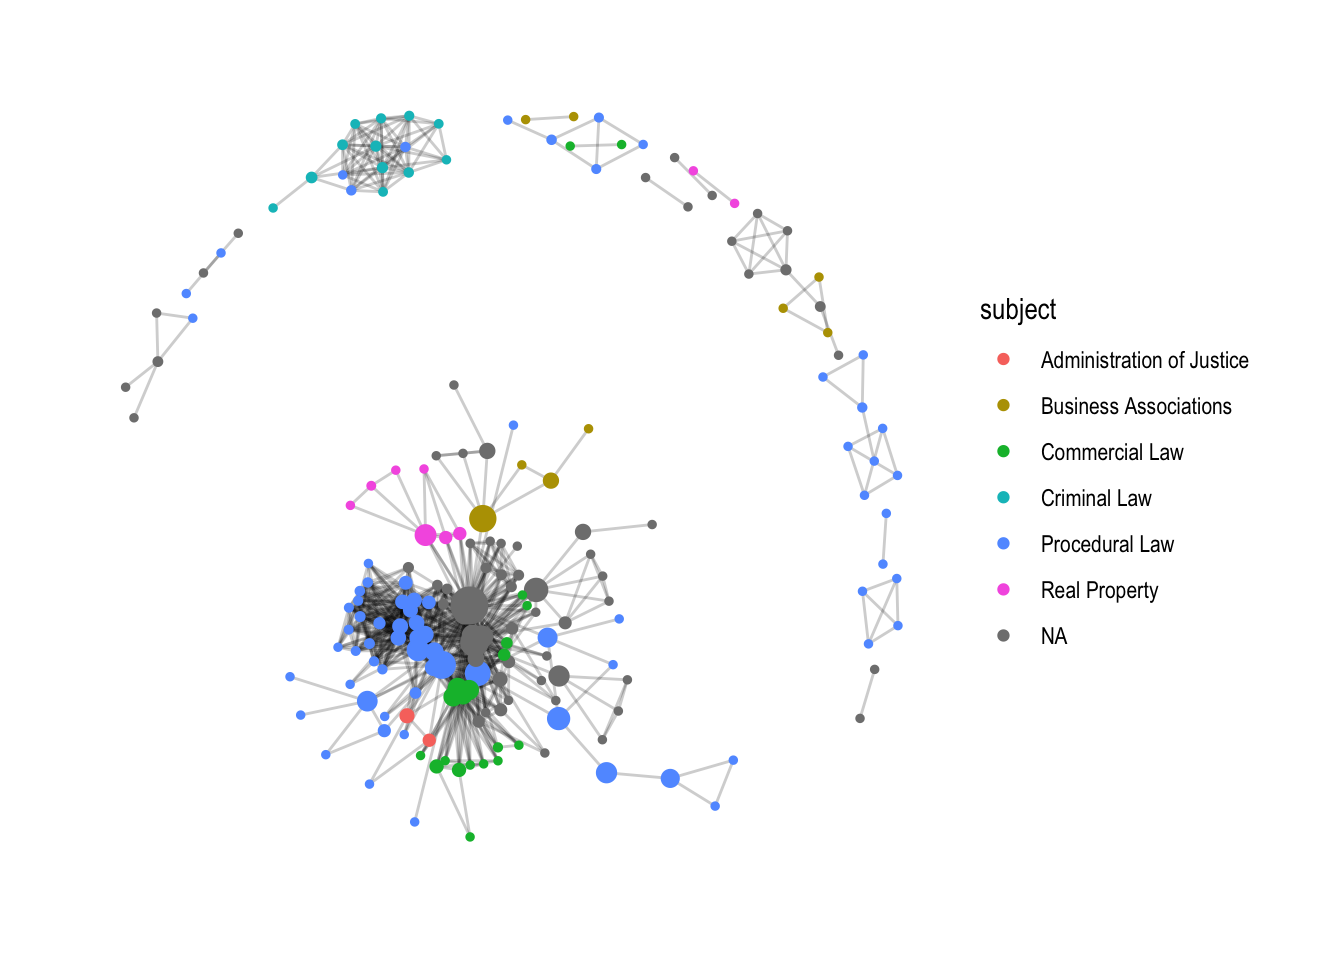 subject
Administration of Justice
Business Associations
Commercial Law
Criminal Law
Procedural Law
Real Property
NA